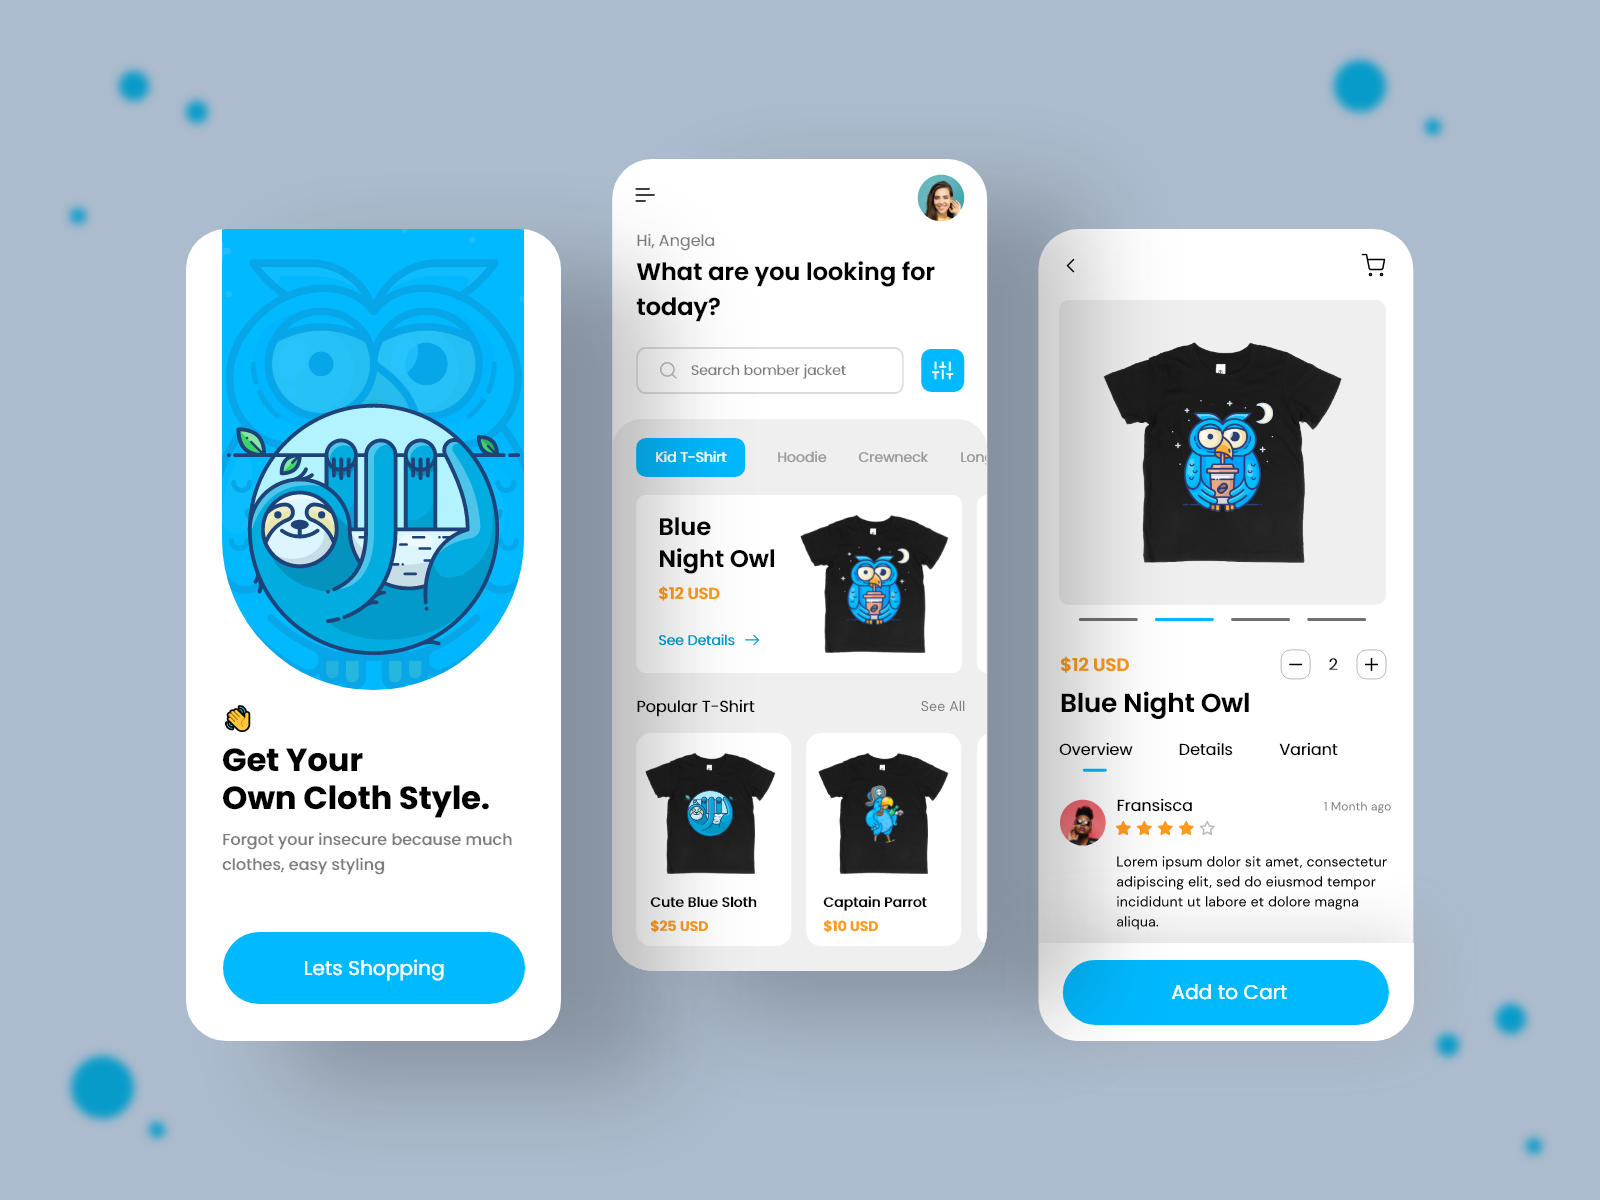 Get Your
Own Cloth Style.
Forgot your insecure because much
clothes, easy styling
Lets Shopping
Hi, Angela
What are you looking for
today?
Search bomber jacket
Kid T-Shirt Hoodie Crewneck Lon
Blue
Night Owl
$12 USD
See Details
Popular T-Shirt See All
Cute Blue Sloth
$25 USD
Captain Parrot
$10 USD
$12 USD 2
Blue Night Owl
Overview Details Variant
Fransisca 1 Month ago
Lorem ipsum dolor sit amet, consectetur
adipiscing elit, sed do eiusmod tempor
incididunt ut labore et dolore magna
aliqua.
Add to Cart